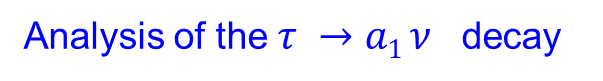 Analysis of the τ → a₁ ν decay